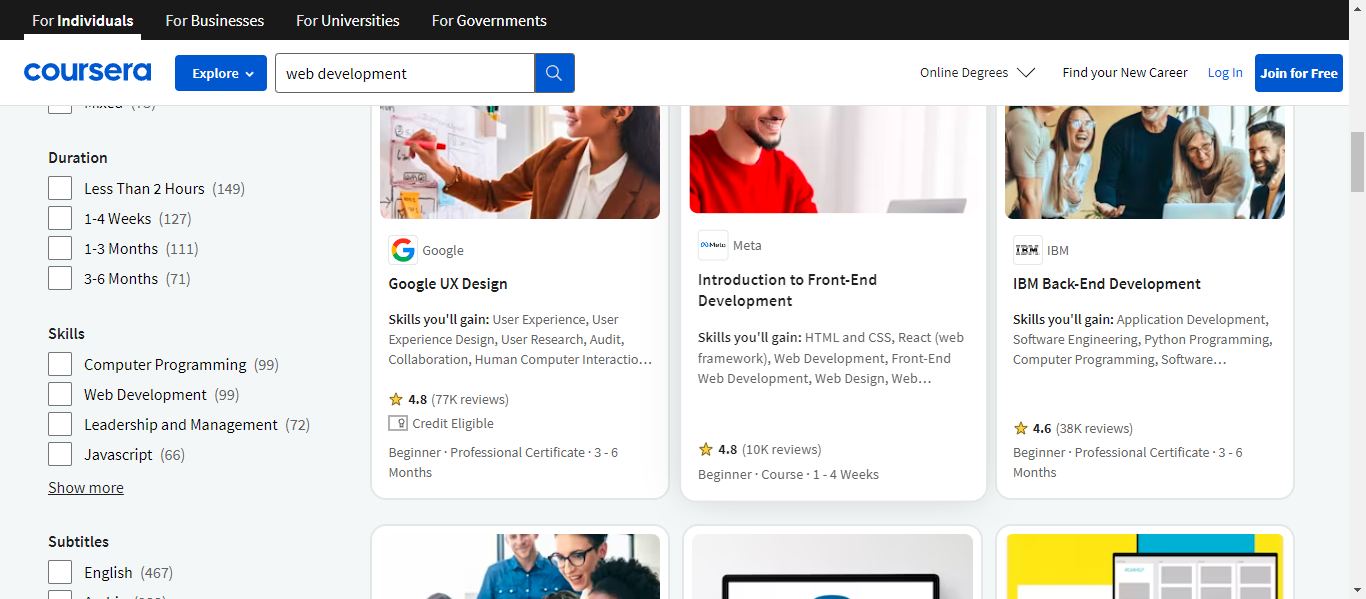 For Individuals
For Businesses
For Universities
For Governments
coursera
Explore
web development
Online Degrees
Find your New Career
Log In
Join for Free
Duration
Less Than 2 Hours (149)
1-4 Weeks (127)
1-3 Months (111)
3-6 Months (71)
Skills
Computer Programming (99)
Web Development (99)
Leadership and Management (72)
Javascript (66)
Show more
Subtitles
English (467)
Google
Google UX Design
Skills you'll gain: User Experience, User
Experience Design, User Research, Audit,
Collaboration, Human Computer Interactio…
4.8 (77K reviews)
Credit Eligible
Beginner · Professional Certificate · 3 - 6
Months
Meta
Meta
Introduction to Front-End
Development
Skills you'll gain: HTML and CSS, React (web
framework), Web Development, Front-End
Web Development, Web Design, Web…
4.8 (10K reviews)
Beginner · Course · 1 - 4 Weeks
IBM
IBM
IBM Back-End Development
Skills you'll gain: Application Development,
Software Engineering, Python Programming,
Computer Programming, Software…
4.6 (38K reviews)
Beginner · Professional Certificate · 3 - 6
Months